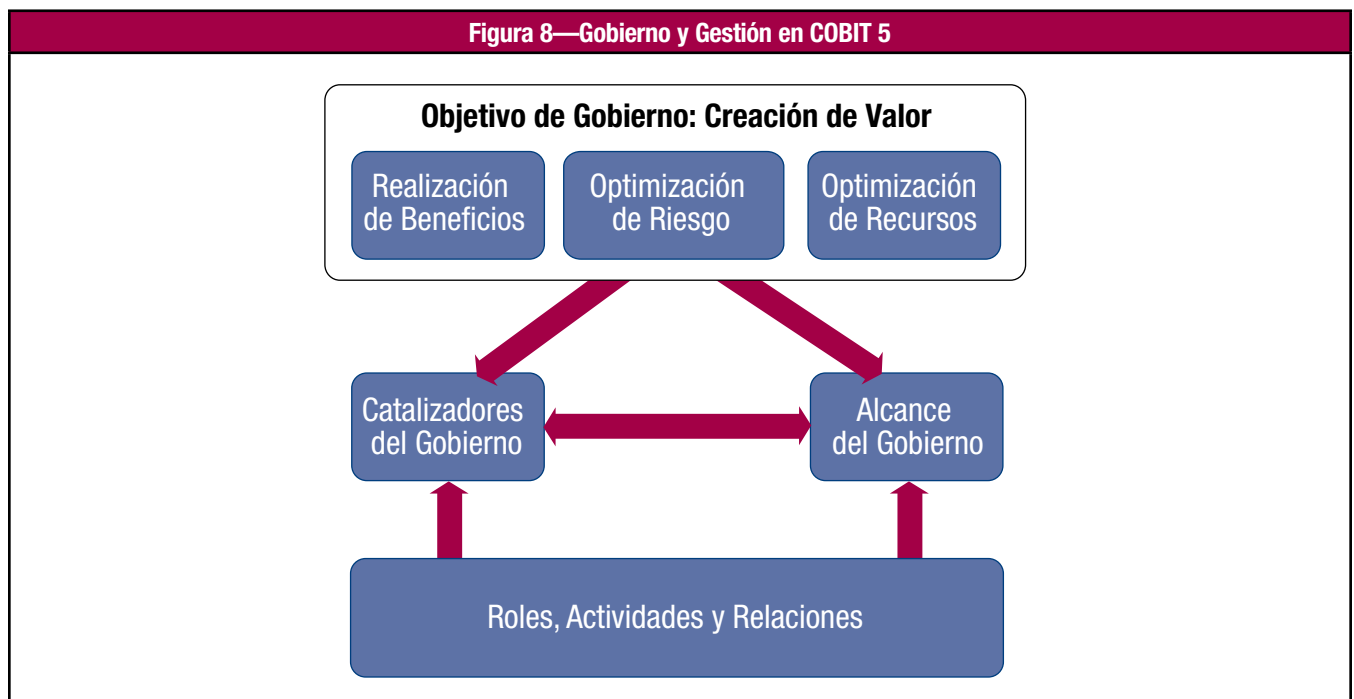 Figura 8—Gobierno y Gestión en COBIT 5
Objetivo de Gobierno: Creación de Valor
Realización
de Beneficios
Optimización
de Riesgo
Optimización
de Recursos
Catalizadores
del Gobierno
Alcance
del Gobierno
Roles, Actividades y Relaciones